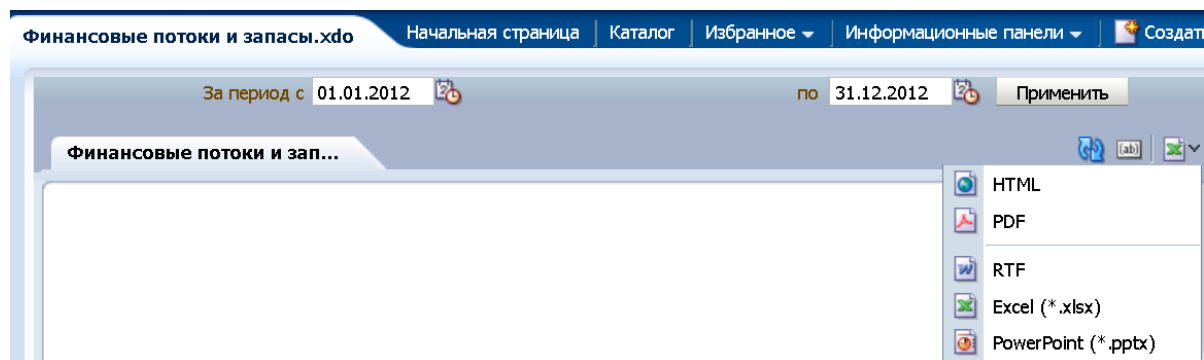 Финансовые потоки и запасы.xdo Начальная страница Каталог Избранное Информационные панели
За период с 01.01.2012 по 31.12.2012 Применить
Финансовые потоки и зап...
HTML
PDF
RTF
Excel (*.xlsx)
PowerPoint (*.pptx)